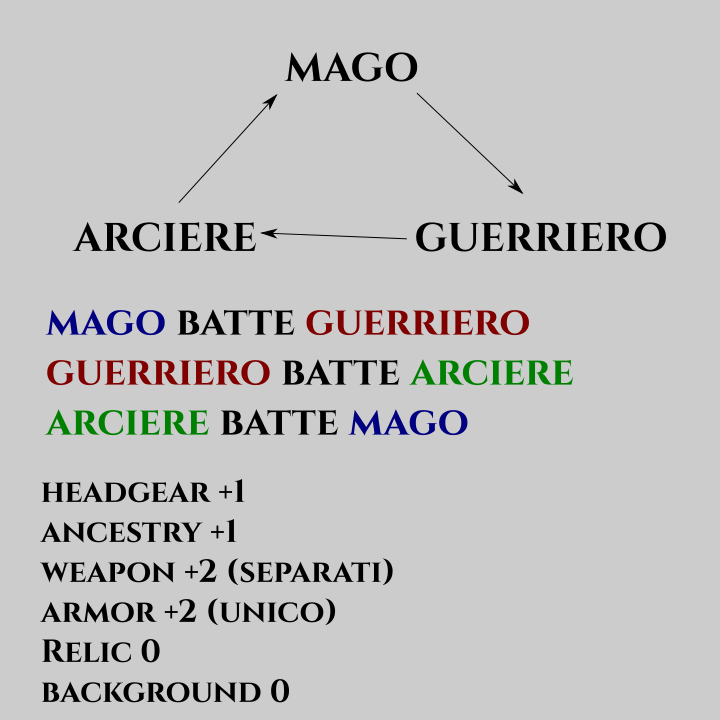 MAGO
ARCIERE GUERRIERO
MAGO BATTE GUERRIERO
GUERRIERO BATTE ARCIERE
ARCIERE BATTE MAGO
HEADGEAR +1
ANCESTRY +1
WEAPON +2 (SEPARATI)
ARMOR +2 (UNICO)
RELIC 0
BACKGROUND 0